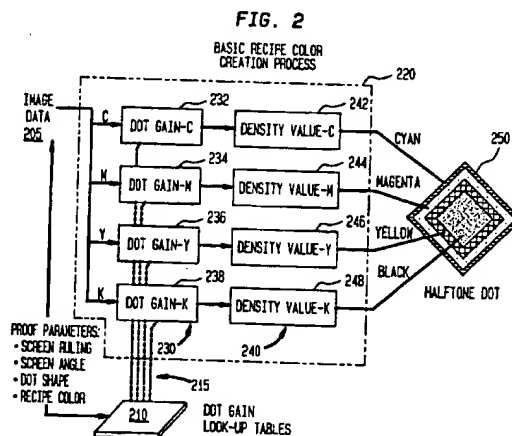 FIG. 2
BASIC RECIPE COLOR
CREATION PROCESS
220
IMAGE
DATA
205
C
232
DOT GAIN-C
242
DENSITY VALUE-C
CYAN
250
M
234
DOT GAIN-M
244
DENSITY VALUE-M
MAGENTA
Y
236
DOT GAIN-Y
246
DENSITY VALUE-Y
YELLOW
K
238
DOT GAIN-K
248
DENSITY VALUE-K
BLACK
HALFTONE DOT
230
240
PROOF PARAMETERS:
• SCREEN RULING
• SCREEN ANGLE
• DOT SHAPE
• RECIPE COLOR
215
210
DOT GAIN
LOOK-UP TABLES